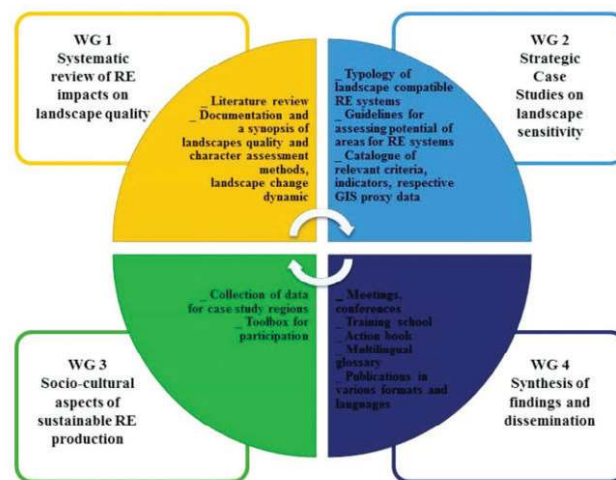 WG 1
Systematic
review of RE
impacts on
landscape quality
_ Literature review
_ Documentation and
a synopsis of
landscapes quality and
character assessment
methods,
landscape change
dynamic
_ Typology of
landscape compatible
RE systems
_ Guidelines for
assessing potential of
areas for RE systems
_ Catalogue of
relevant criteria,
indicators, respective
GIS proxy data
WG 2
Strategic
Case
Studies on
landscape
sensitivity
WG 3
Socio-cultural
aspects of
sustainable RE
production
_ Collection of data
for case study regions
_ Toolbox for
participation
_ Meetings,
conferences
_ Training school
_ Action book
_ Multilingual
glossary
_ Publications in
various formats and
languages
WG 4
Synthesis of
findings and
dissemination